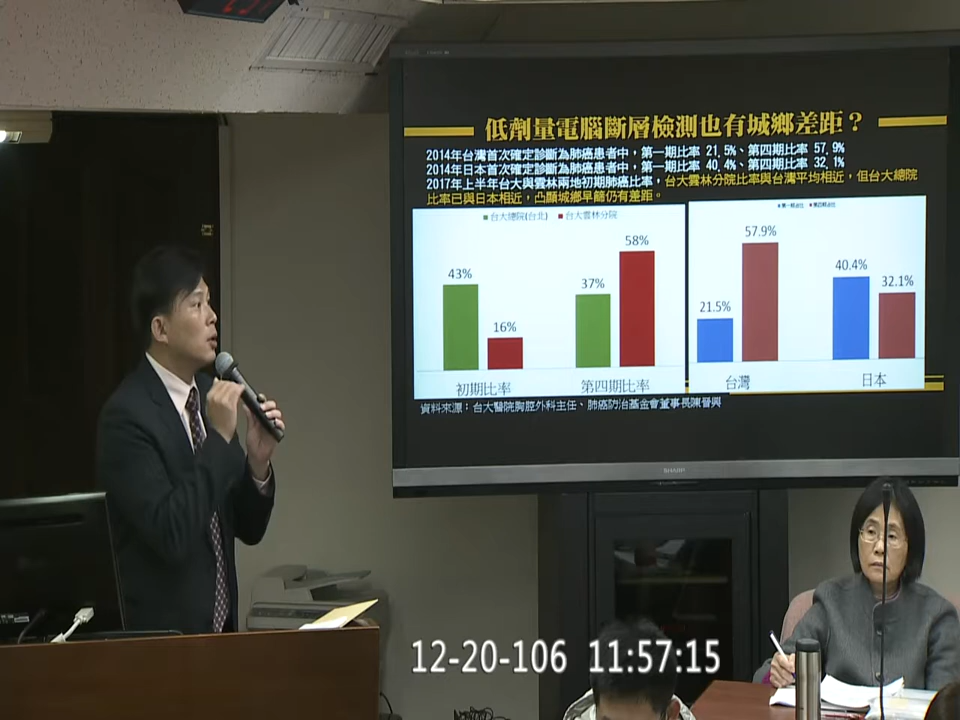 低劑量電腦斷層檢測也有城鄉差距？
2014年台灣首次確定診斷為肺癌患者中，第一期比率 21.5%、第四期比率 57.9%
2014年日本首次確定診斷為肺癌患者中，第一期比率 40.4%、第四期比率 32.1%
2017年上半年台大與雲林兩地初期肺癌比率，台大雲林分院比率與台灣平均相近，但台大總院
比率已與日本相近，凸顯城鄉早篩仍有差距。
■台大總院(台北) ■台大雲林分院
43%
16%
37%
58%
初期比率 第四期比率
■第一期占比 ■第四期占比
21.5%
57.9%
40.4%
32.1%
台灣 日本
資料來源：台大醫院胸腔外科主任、肺癌防治基金會董事長陳晉興
SHARP
12-20-106 11:57:15